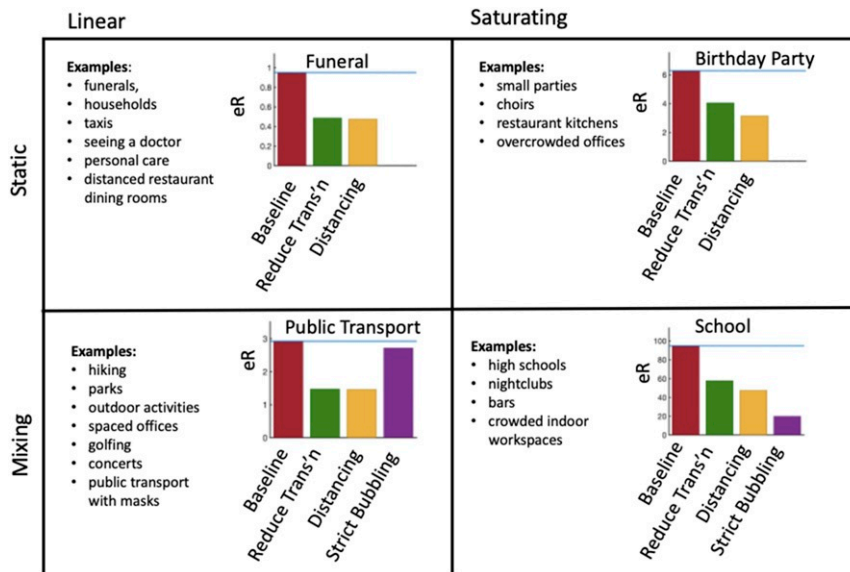 Linear
Saturating
Static
Examples:
• funerals,
• households
• taxis
• seeing a doctor
• personal care
• distanced restaurant
dining rooms
Funeral
eR
1
0.8
0.6
0.4
0.2
0
Baseline
Reduce Trans'n
Distancing
Examples:
• small parties
• choirs
• restaurant kitchens
• overcrowded offices
Birthday Party
eR
6
4
2
0
Baseline
Reduce Trans'n
Distancing
Mixing
Examples:
• hiking
• parks
• outdoor activities
• spaced offices
• golfing
• concerts
• public transport
with masks
Public Transport
eR
3
2
1
0
Baseline
Reduce Trans'n
Distancing
Strict Bubbling
Examples:
• high schools
• nightclubs
• bars
• crowded indoor
workspaces
School
eR
100
80
60
40
20
0
Baseline
Reduce Trans'n
Distancing
Strict Bubbling